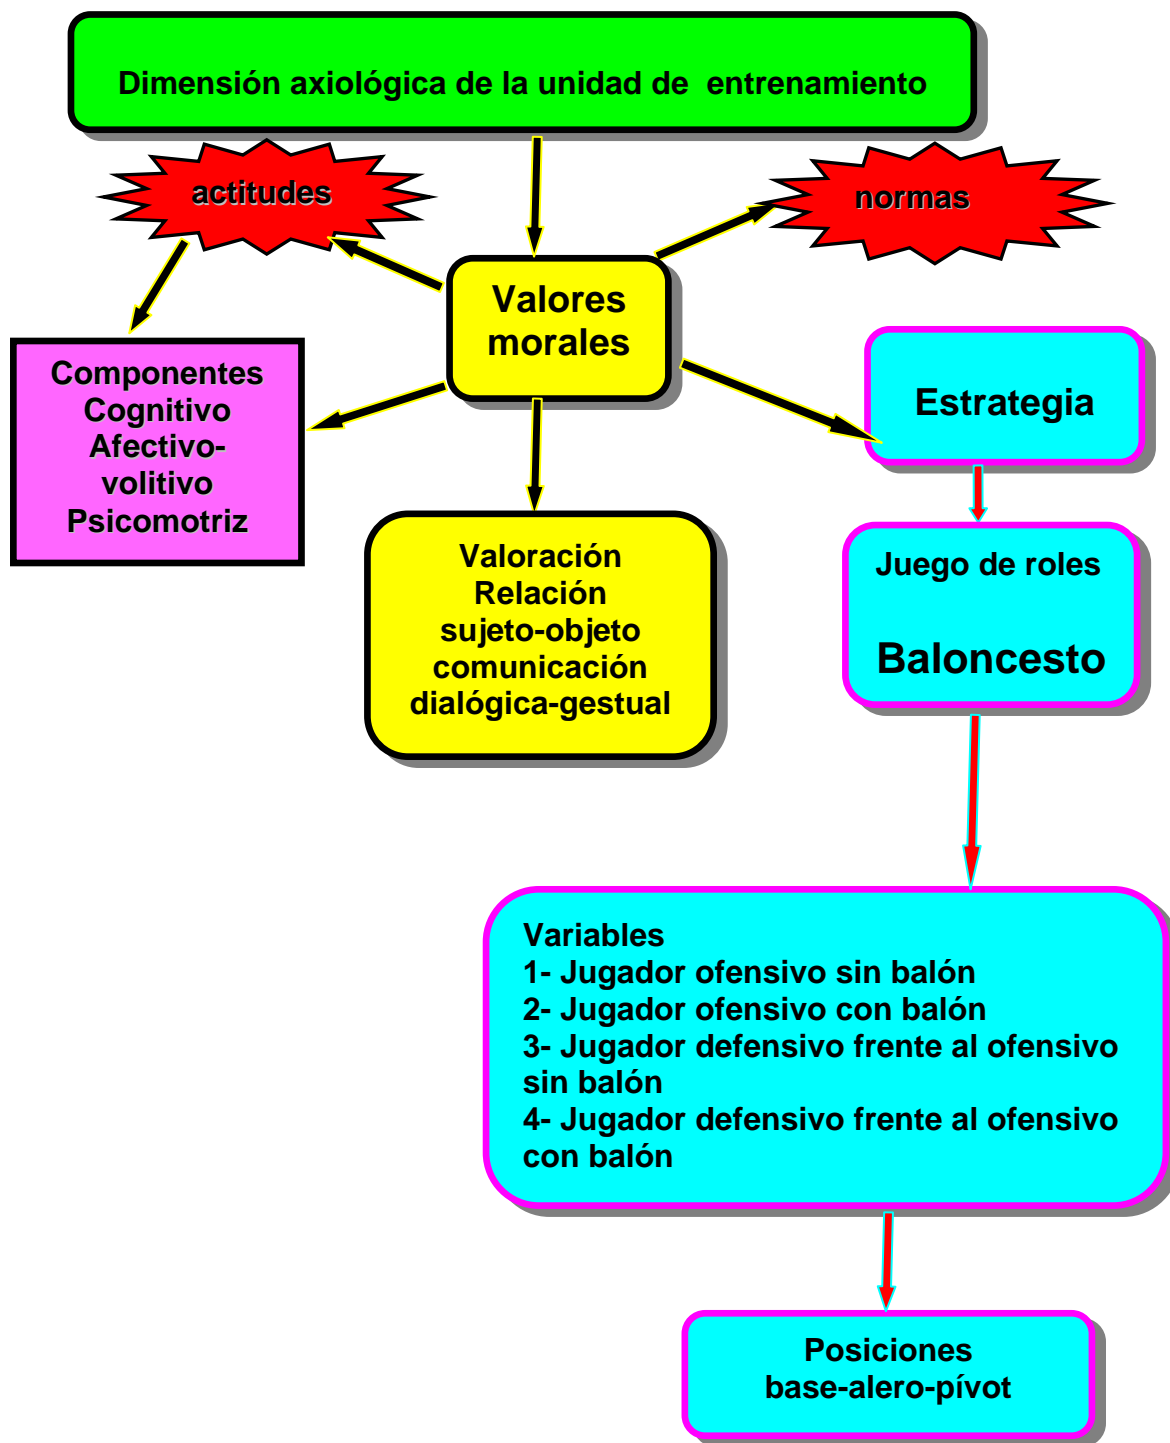 Dimensión axiológica de la unidad de entrenamiento
actitudes
normas
Valores
morales
Componentes
Cognitivo
Afectivo-
volitivo
Psicomotriz
Estrategia
Valoración
Relación
sujeto-objeto
comunicación
dialógica-gestual
Juego de roles
Baloncesto
Variables
1- Jugador ofensivo sin balón
2- Jugador ofensivo con balón
3- Jugador defensivo frente al ofensivo
sin balón
4- Jugador defensivo frente al ofensivo
con balón
Posiciones
base-alero-pívot